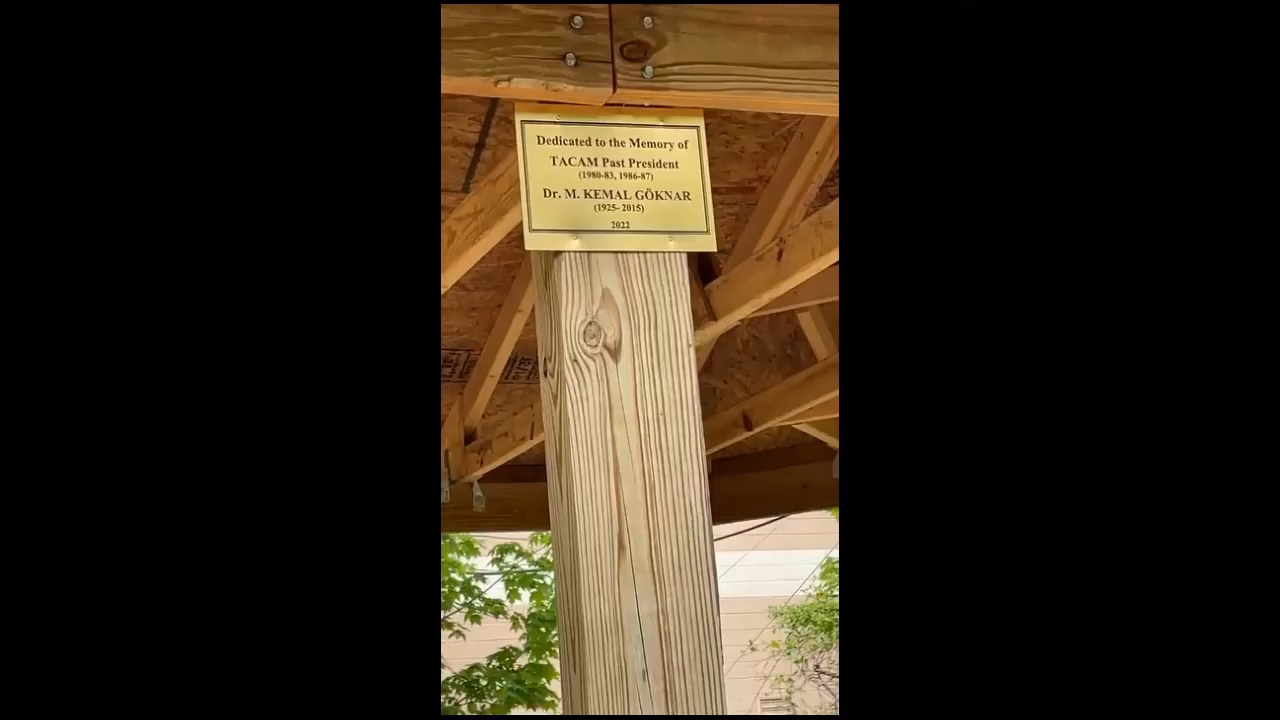 Dedicated to the Memory of
TACAM Past President
(1980-83, 1986-87)
Dr. M. KEMAL GÖKNAR
(1925- 2015)
2022